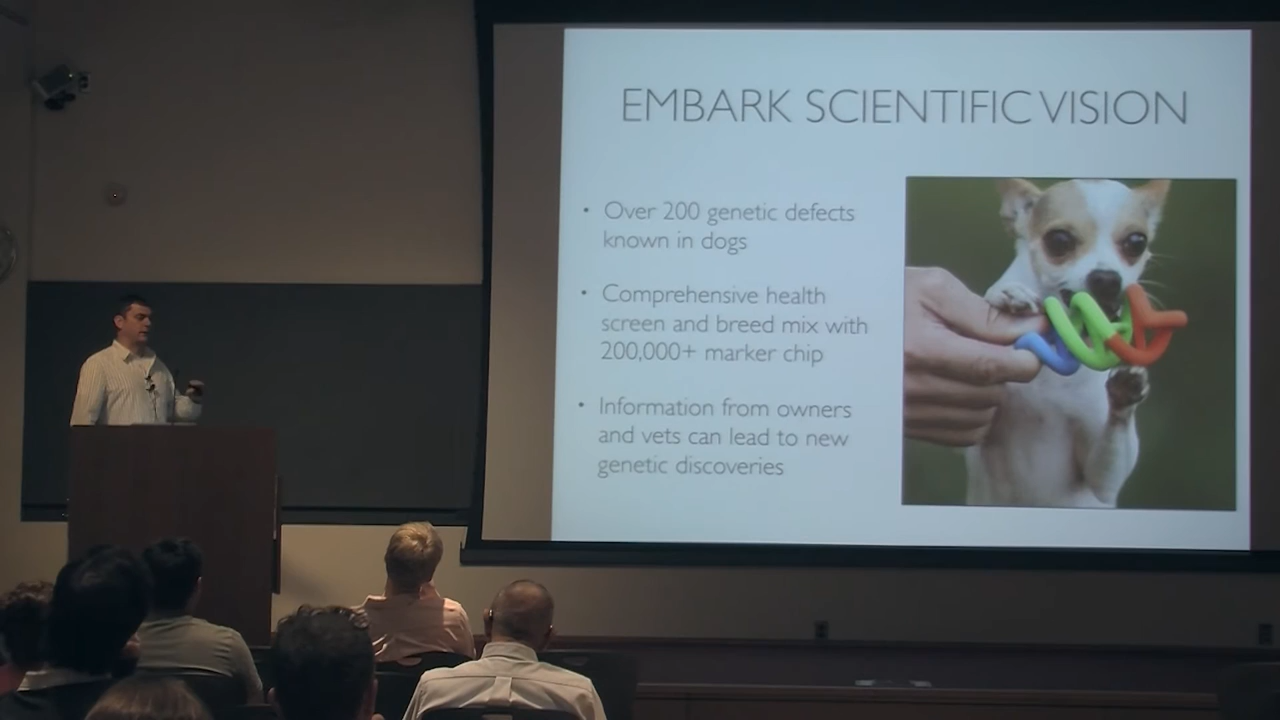 EMBARK SCIENTIFIC VISION
• Over 200 genetic defects
known in dogs
• Comprehensive health
screen and breed mix with
200,000+ marker chip
• Information from owners
and vets can lead to new
genetic discoveries